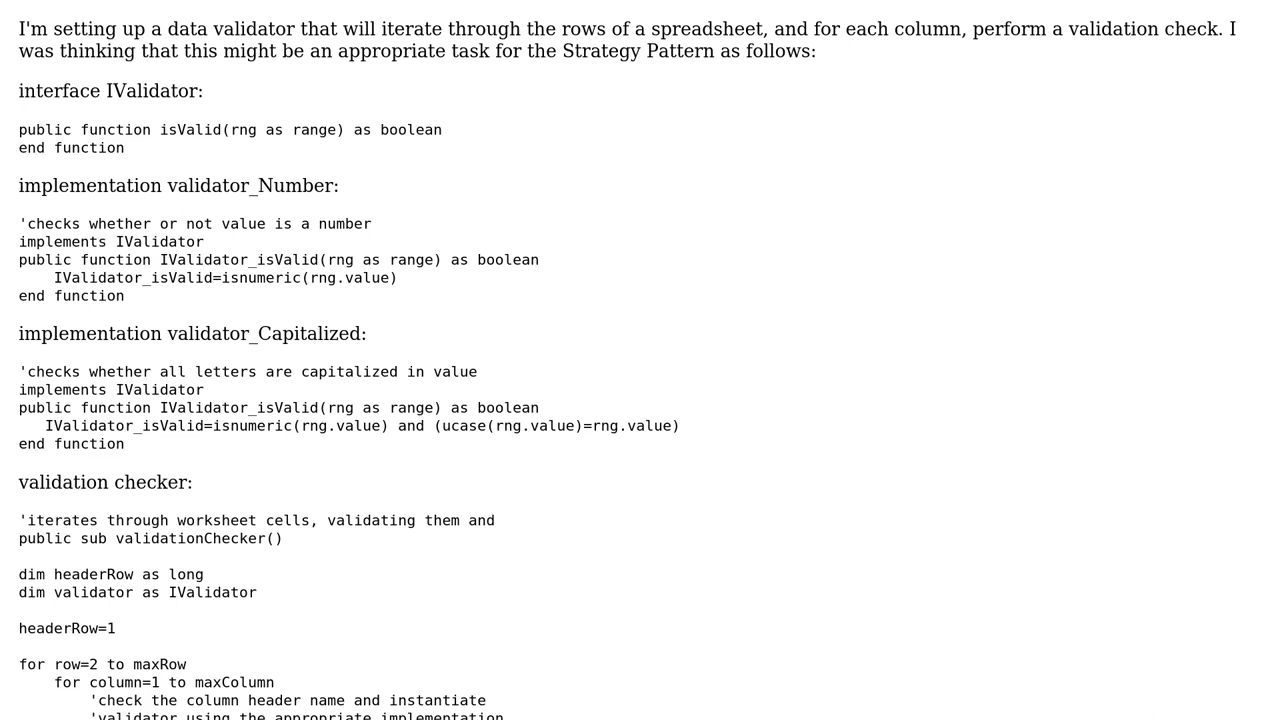 I'm setting up a data validator that will iterate through the rows of a spreadsheet, and for each column, perform a validation check. I
was thinking that this might be an appropriate task for the Strategy Pattern as follows:
interface IValidator:
public function isValid(rng as range) as boolean
end function
implementation validator_Number:
'checks whether or not value is a number
implements IValidator
public function IValidator_isValid(rng as range) as boolean
    IValidator_isValid=isnumeric(rng.value)
end function
implementation validator_Capitalized:
'checks whether all letters are capitalized in value
implements IValidator
public function IValidator_isValid(rng as range) as boolean
   IValidator_isValid=isnumeric(rng.value) and (ucase(rng.value)=rng.value)
end function
validation checker:
'iterates through worksheet cells, validating them and
public sub validationChecker()
dim headerRow as long
dim validator as IValidator
headerRow=1
for row=2 to maxRow
    for column=1 to maxColumn
        'check the column header name and instantiate
        'validator using the appropriate implementation